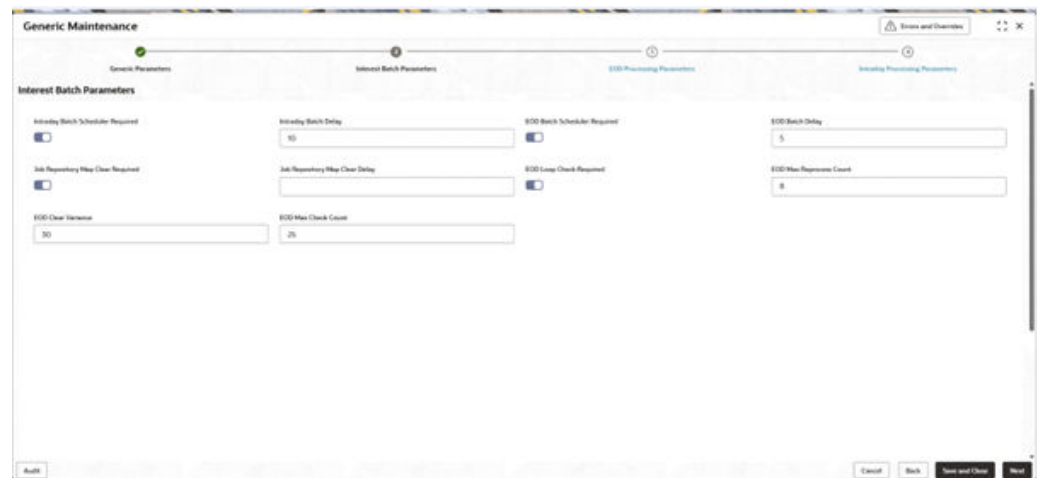 Generic Maintenance
Errors and Overrides
Generic Parameters
Interest Batch Parameters
EOD Processing Parameters
Intraday Processing Parameters
Interest Batch Parameters
Intraday Batch Scheduler Required
Intraday Batch Delay
EOD Batch Scheduler Required
EOD Batch Delay
10
5
Job Repository Map Clear Required
Job Repository Map Clear Delay
EOD Loop Check Required
EOD Max Reprocess Count
8
EOD Clear Variance
EOD Max Check Count
30
25
Audit
Cancel
Back
Save and Close
Next